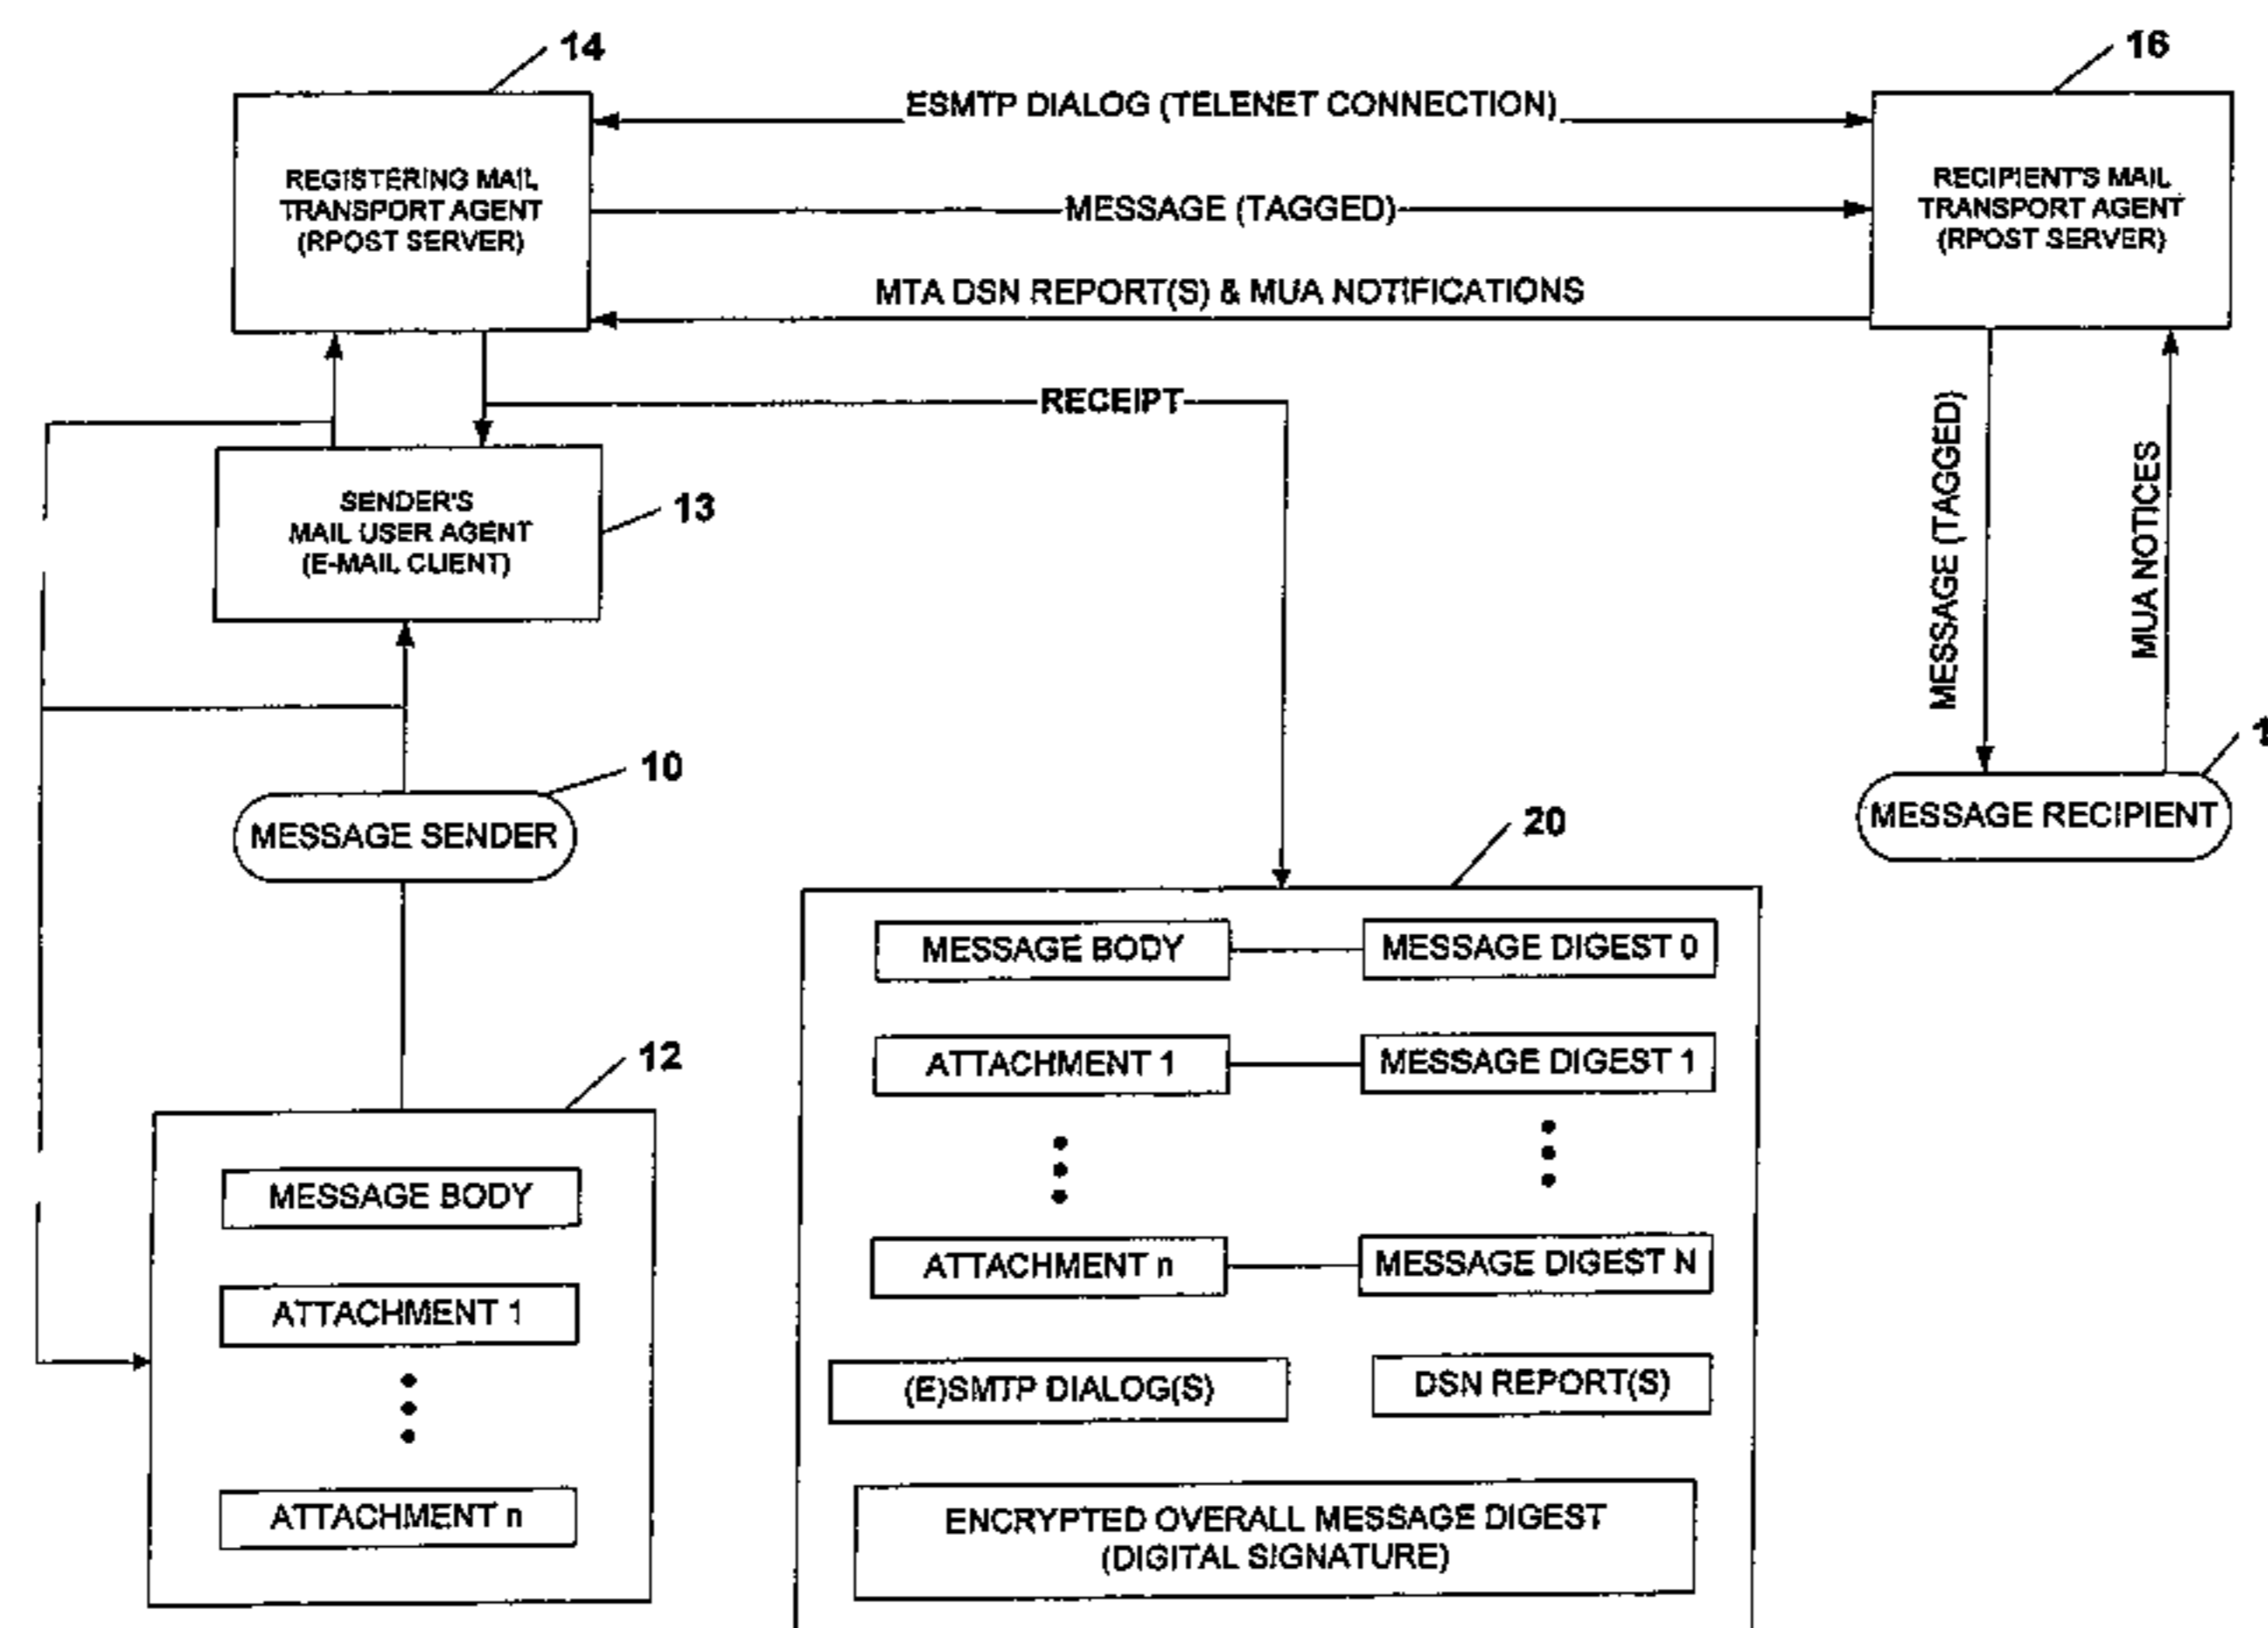 14
16
ESMTP DIALOG (TELENET CONNECTION)
REGISTERING MAIL
TRANSPORT AGENT
(RPOST SERVER)
RECIPIENT'S MAIL
TRANSPORT AGENT
(RPOST SERVER)
MESSAGE (TAGGED)
MTA DSN REPORT(S) & MUA NOTIFICATIONS
RECEIPT
SENDER'S
MAIL USER AGENT
(E-MAIL CLIENT)
13
MESSAGE (TAGGED)
MUA NOTICES
10
MESSAGE SENDER
MESSAGE RECIPIENT
20
MESSAGE BODY
MESSAGE DIGEST 0
ATTACHMENT 1
MESSAGE DIGEST 1
ATTACHMENT n
MESSAGE DIGEST N
(E)SMTP DIALOG(S)
DSN REPORT(S)
ENCRYPTED OVERALL MESSAGE DIGEST
(DIGITAL SIGNATURE)
12
MESSAGE BODY
ATTACHMENT 1
ATTACHMENT n